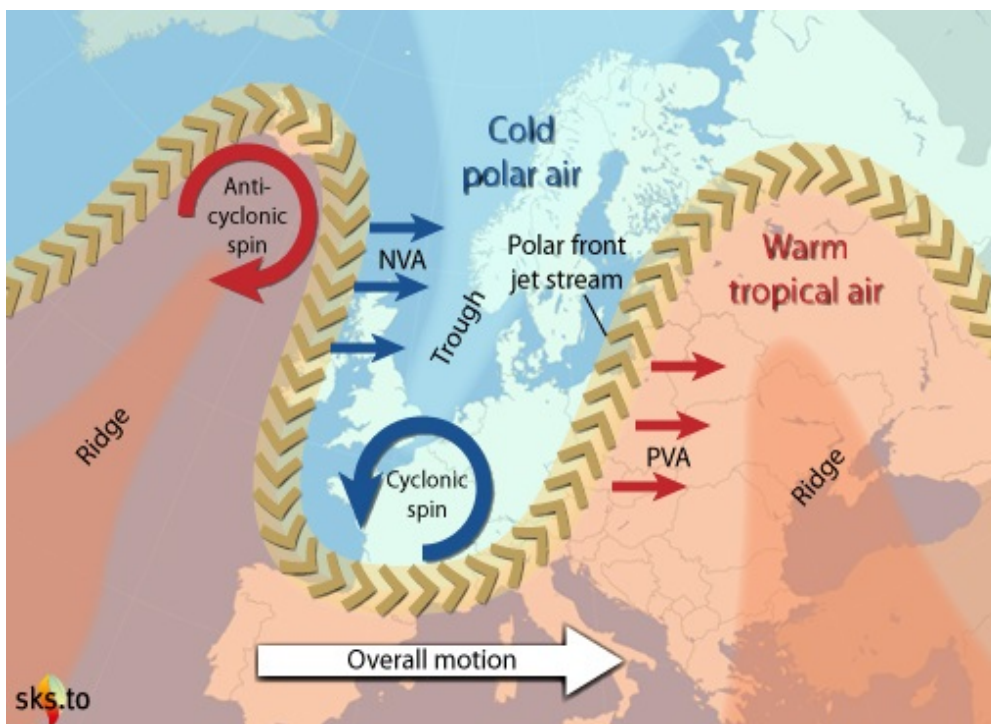 Cold
polar air
Anti-
cyclonic
spin
NVA
Polar front
jet stream
Warm
tropical air
Trough
Ridge
PVA
Ridge
Cyclonic
spin
Overall motion
sks.to